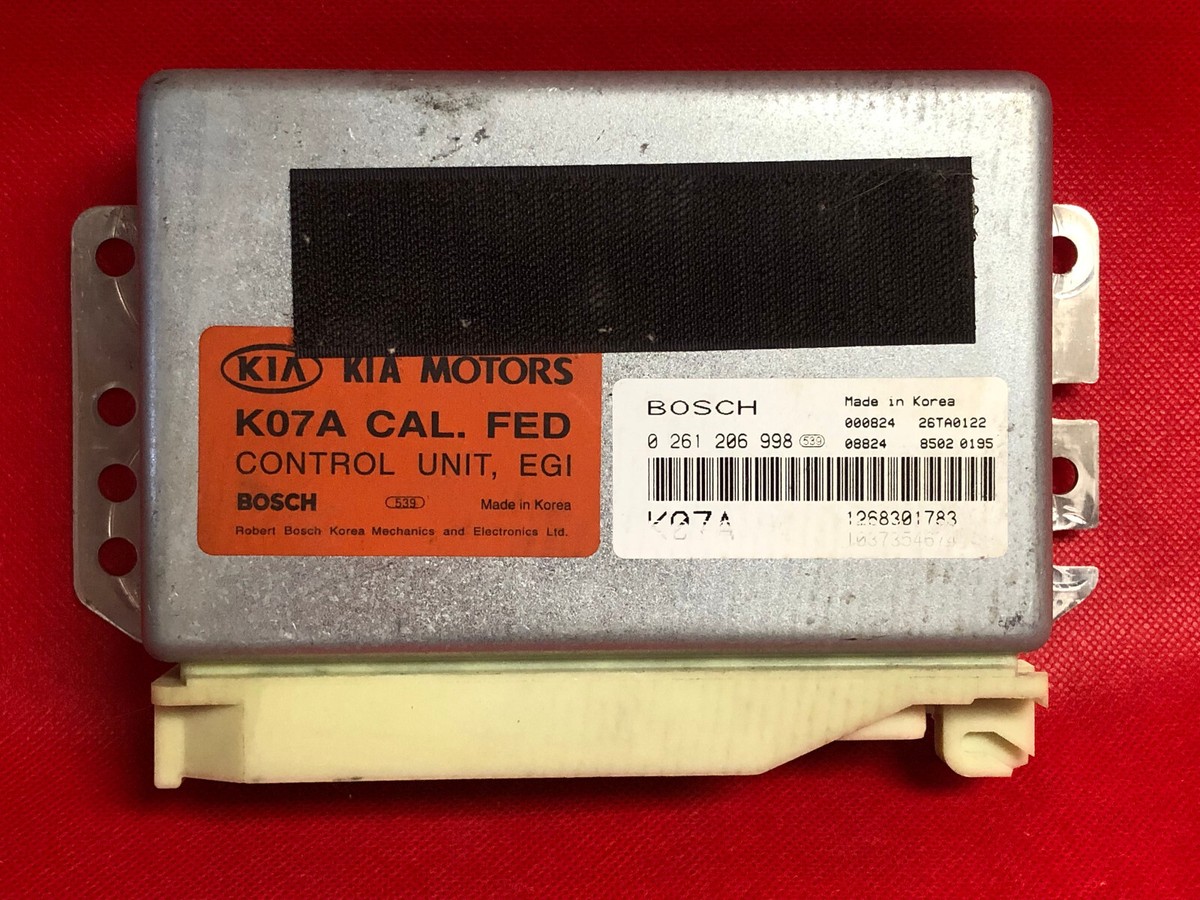 KIA KIA MOTORS
K07A CAL. FED
CONTROL UNIT, EGI
BOSCH 539 Made in Korea
Robert Bosch Korea Mechanics and Electronics Ltd.
BOSCH Made in Korea
000824 26TA0122
0 261 206 998 539
08824 8502 0195
K07A 1268301783